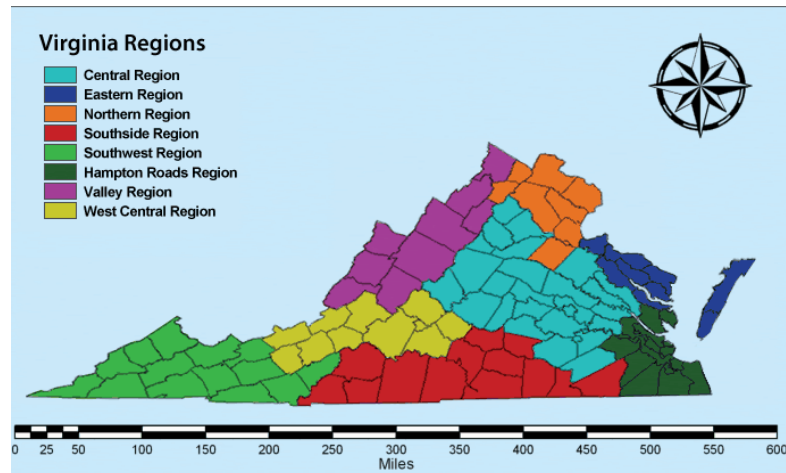 Virginia Regions
Central Region
Eastern Region
Northern Region
Southside Region
Southwest Region
Hampton Roads Region
Valley Region
West Central Region
0 25 50 100 150 200 250 300 350 400 450 500 550 600
Miles